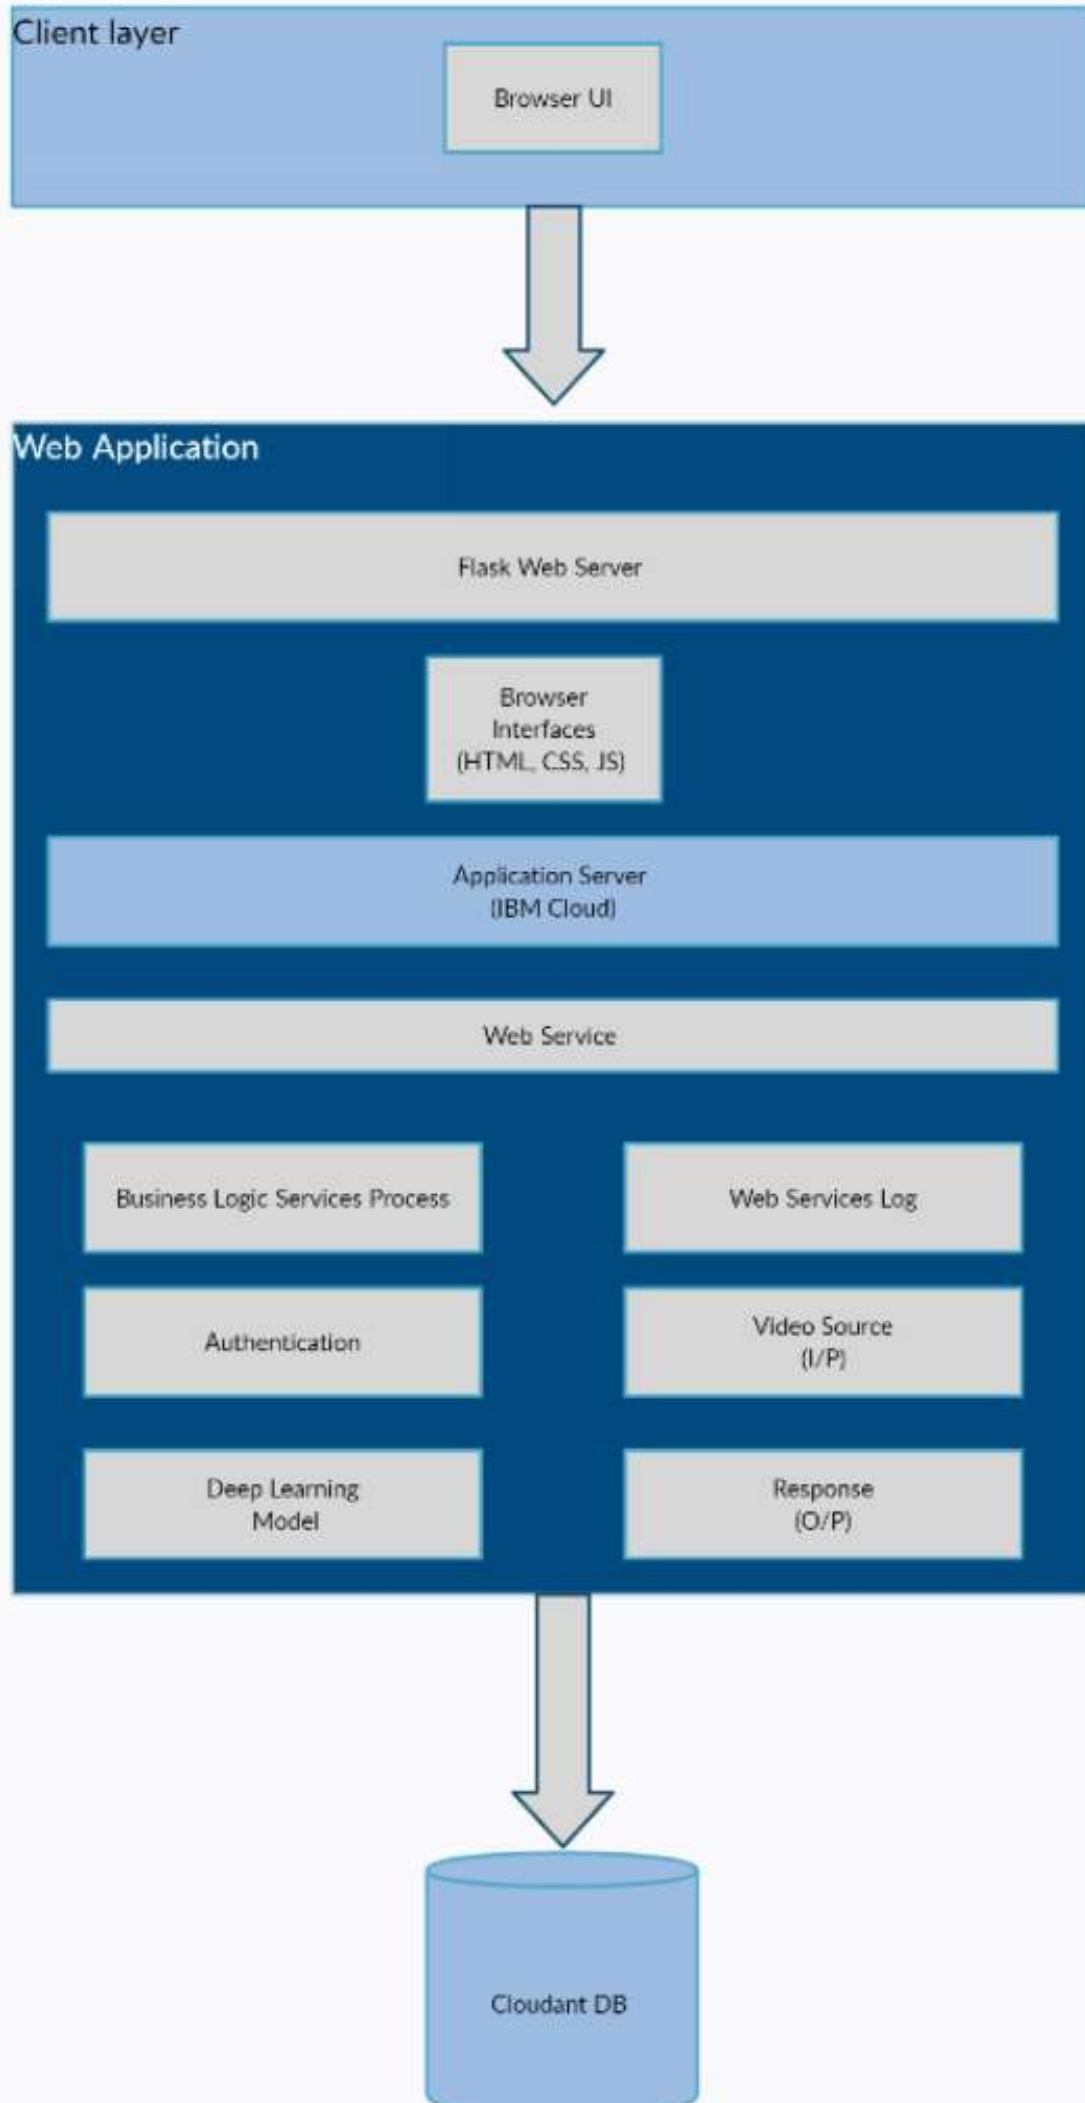 Client layer
Browser UI
Web Application
Flask Web Server
Browser
Interfaces
(HTML, CSS, JS)
Application Server
(IBM Cloud)
Web Service
Business Logic Services Process
Web Services Log
Authentication
Video Source
(I/P)
Deep Learning
Model
Response
(O/P)
Cloudant DB